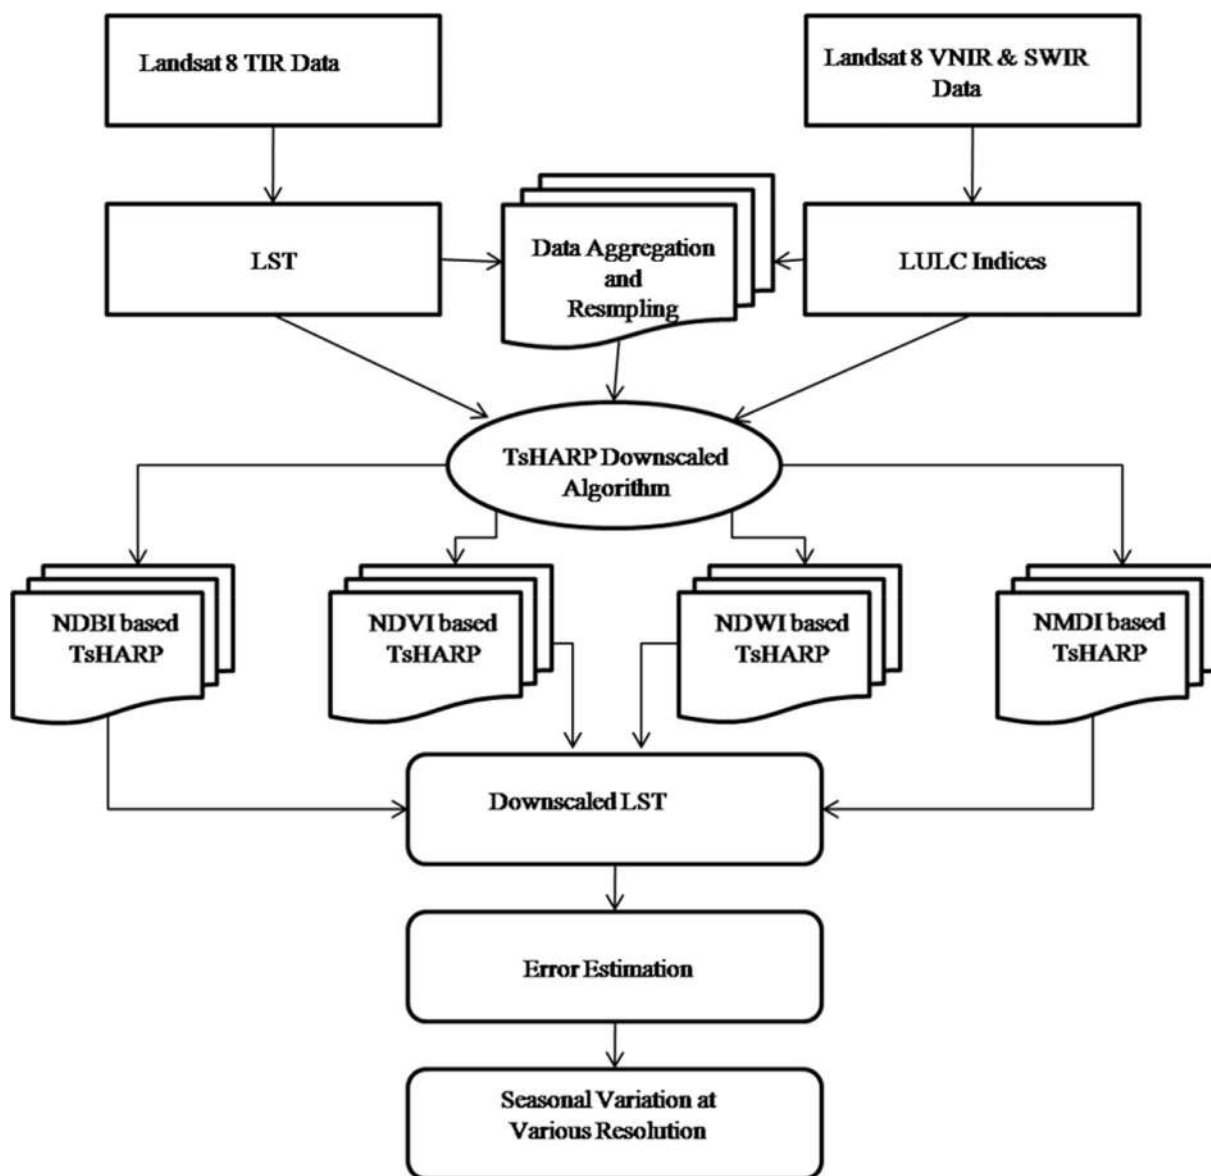 Landsat 8 TIR Data
Landsat 8 VNIR & SWIR
Data
LST
Data Aggregation
and
Resmpling
LULC Indices
TsHARP Downscaled
Algorithm
NDBI based
TsHARP
NDVI based
TsHARP
NDWI based
TsHARP
NMDI based
TsHARP
Downscaled LST
Error Estimation
Seasonal Variation at
Various Resolution